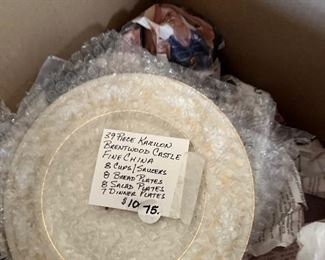 39 Piece Karilon
Brentwood Castle
Fine China
8 Cups/Saucers
8 Bread Plates
8 Salad Plates
7 Dinner Plates
$10 75.